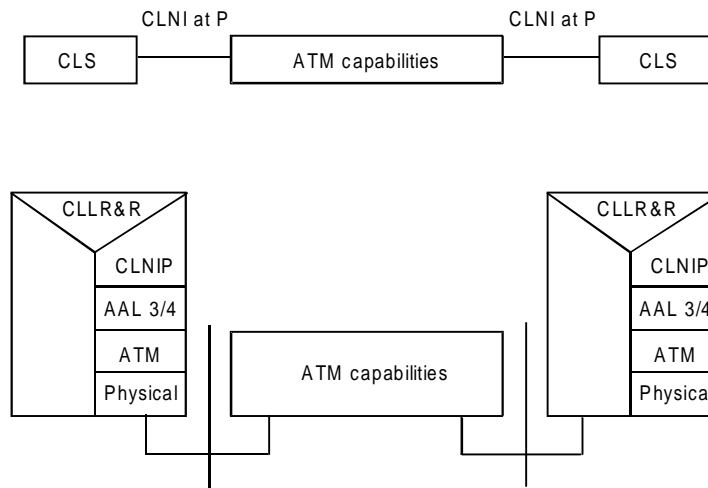 CLNI at P
CLNI at P
CLS
ATM capabilities
CLS
CLLR&R
CLLR&R
CLNIP
CLNIP
AAL 3/4
AAL 3/4
ATM
ATM capabilities
ATM
Physical
Physical